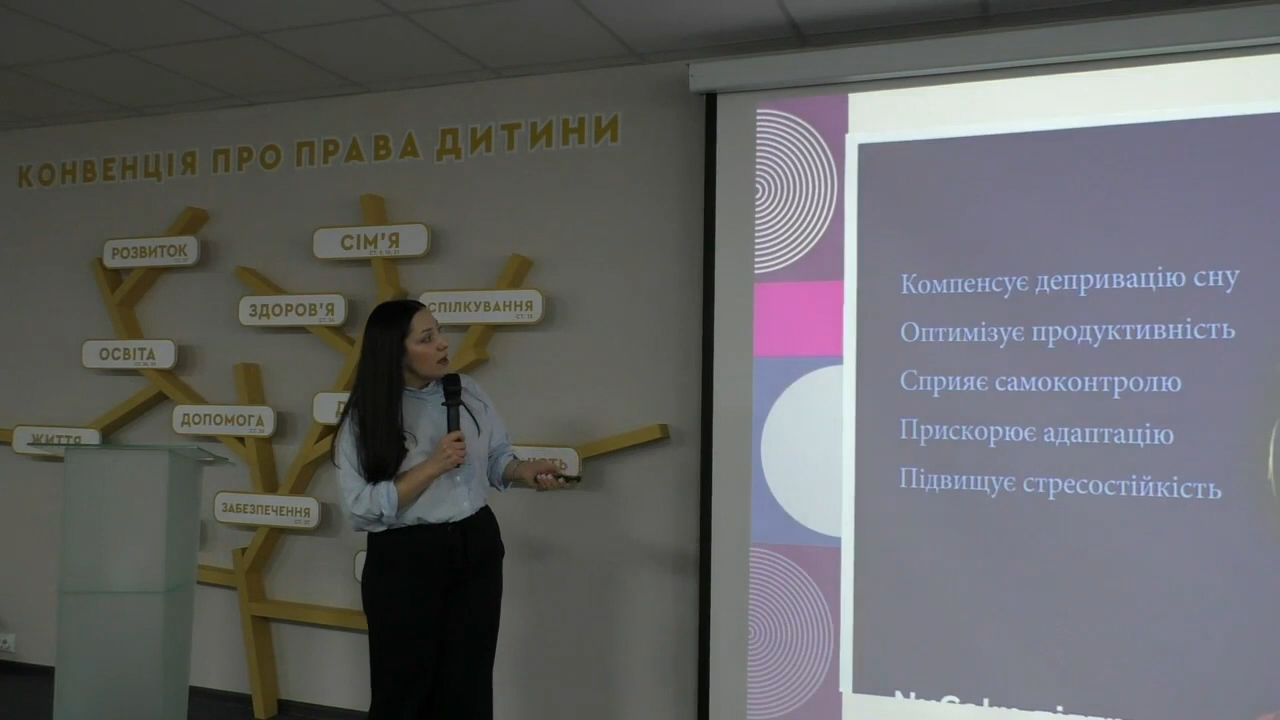 КОНВЕНЦІЯ ПРО ПРАВА ДИТИНИ
РОЗВИТОК
СІМ'Я
ЗДОРОВ'Я
СПІЛКУВАННЯ
ОСВІТА
ДОПОМОГА
ЖИТТЯ
ЗАБЕЗПЕЧЕННЯ
Компенсує депривацію сну
Оптимізує продуктивність
Сприяє самоконтролю
Прискорює адаптацію
Підвищує стресостійкість